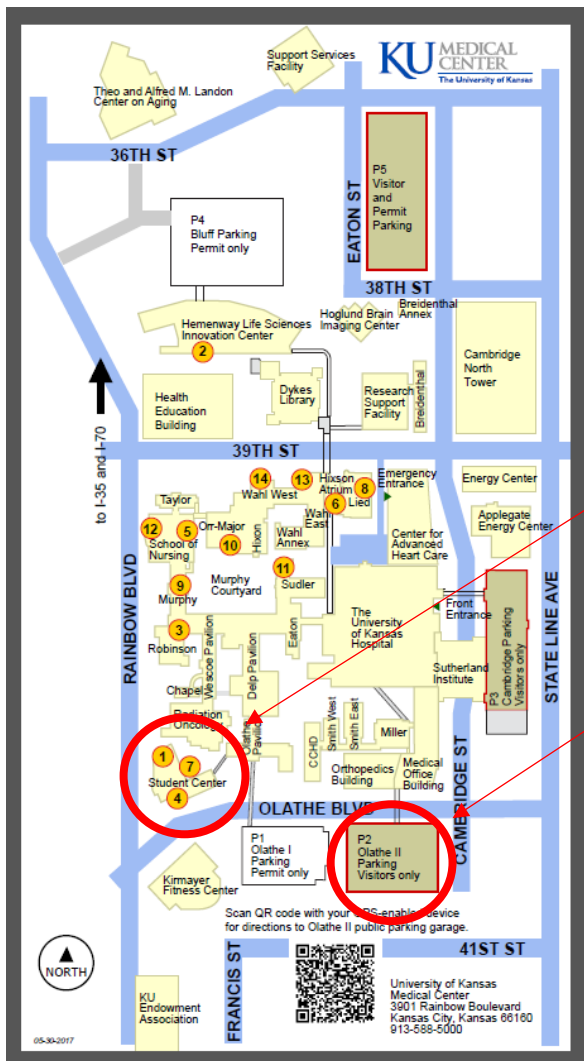 Support Services
Facility
KU MEDICAL
CENTER
The University of Kansas
Theo and Alfred M. Landon
Center on Aging
36TH ST
P5
Visitor
and
Permit
Parking
EATON ST
P4
Bluff Parking
Permit only
38TH ST
Breidenthal
Annex
Hoglund Brain
Imaging Center
Hemenway Life Sciences
Innovation Center
2
Cambridge
North
Tower
Dykes
Library
Research
Support
Facility
Breidenthal
Health
Education
Building
to I-35 and I-70
39TH ST
14
13
Hixson
Atrium
8
Emergency
Entrance
Energy Center
Wahl West
6
Lied
Taylor
Wahl
East
Applegate
Energy Center
12
5
Orr-Major
School of
Nursing
10
Hixon
Wahl
Annex
Center for
Advanced
Heart Care
11
9
Murphy
Murphy
Courtyard
Sudler
RAINBOW BLVD
STATE LINE AVE
Front
Entrance
The
University
of Kansas
Hospital
3
Robinson
Eaton
P3
Cambridge Parking
Visitors only
Wescoe Pavilion
Delp Pavilion
Sutherland
Institute
Chapel
Radiation
Oncology
Olathe
Pavilion
CCHD
Smith West
Smith East
Miller
1
7
Student Center
4
Orthopedics
Building
Medical
Office
Building
CAMBRIDGE ST
OLATHE BLVD
P1
Olathe I
Parking
Permit only
P2
Olathe II
Parking
Visitors only
Kirmayer
Fitness Center
Scan QR code with your GPS-enabled device
for directions to Olathe II public parking garage.
41ST ST
FRANCIS ST
NORTH
University of Kansas
Medical Center
3901 Rainbow Boulevard
Kansas City, Kansas 66160
913-588-5000
KU
Endowment
Association
05-30-2017